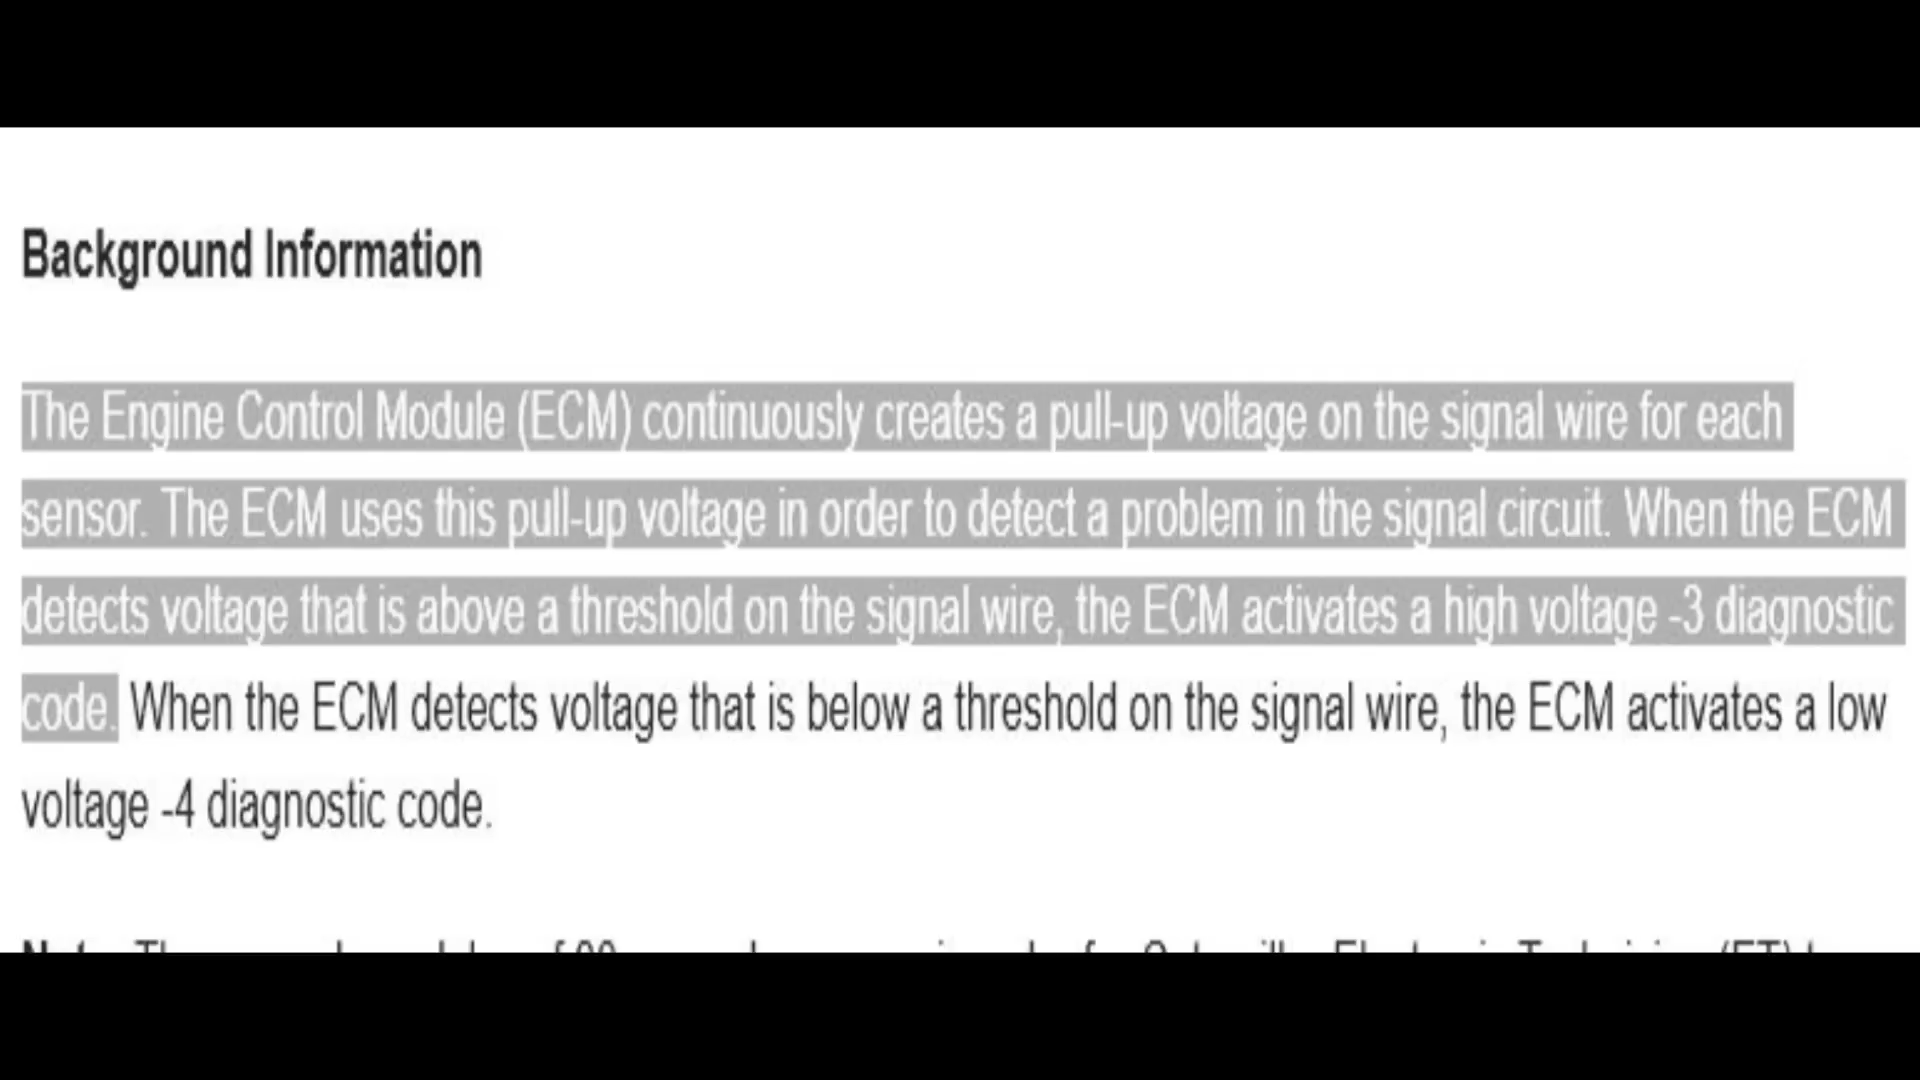 Background Information
The Engine Control Module (ECM) continuously creates a pull-up voltage on the signal wire for each
sensor. The ECM uses this pull-up voltage in order to detect a problem in the signal circuit. When the ECM
detects voltage that is above a threshold on the signal wire, the ECM activates a high voltage -3 diagnostic
code. When the ECM detects voltage that is below a threshold on the signal wire, the ECM activates a low
voltage -4 diagnostic code.